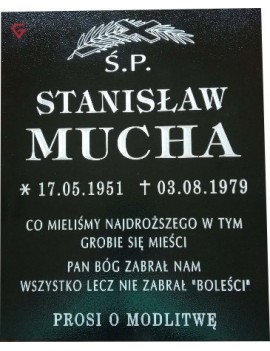 Ś.P.
STANISŁAW
MUCHA
* 17.05.1951 † 03.08.1979
CO MIELIŚMY NAJDROŻSZEGO W TYM
GROBIE SIĘ MIEŚCI
PAN BÓG ZABRAŁ NAM
WSZYSTKO LECZ NIE ZABRAŁ "BOLEŚCI"
PROSI O MODLITWĘ